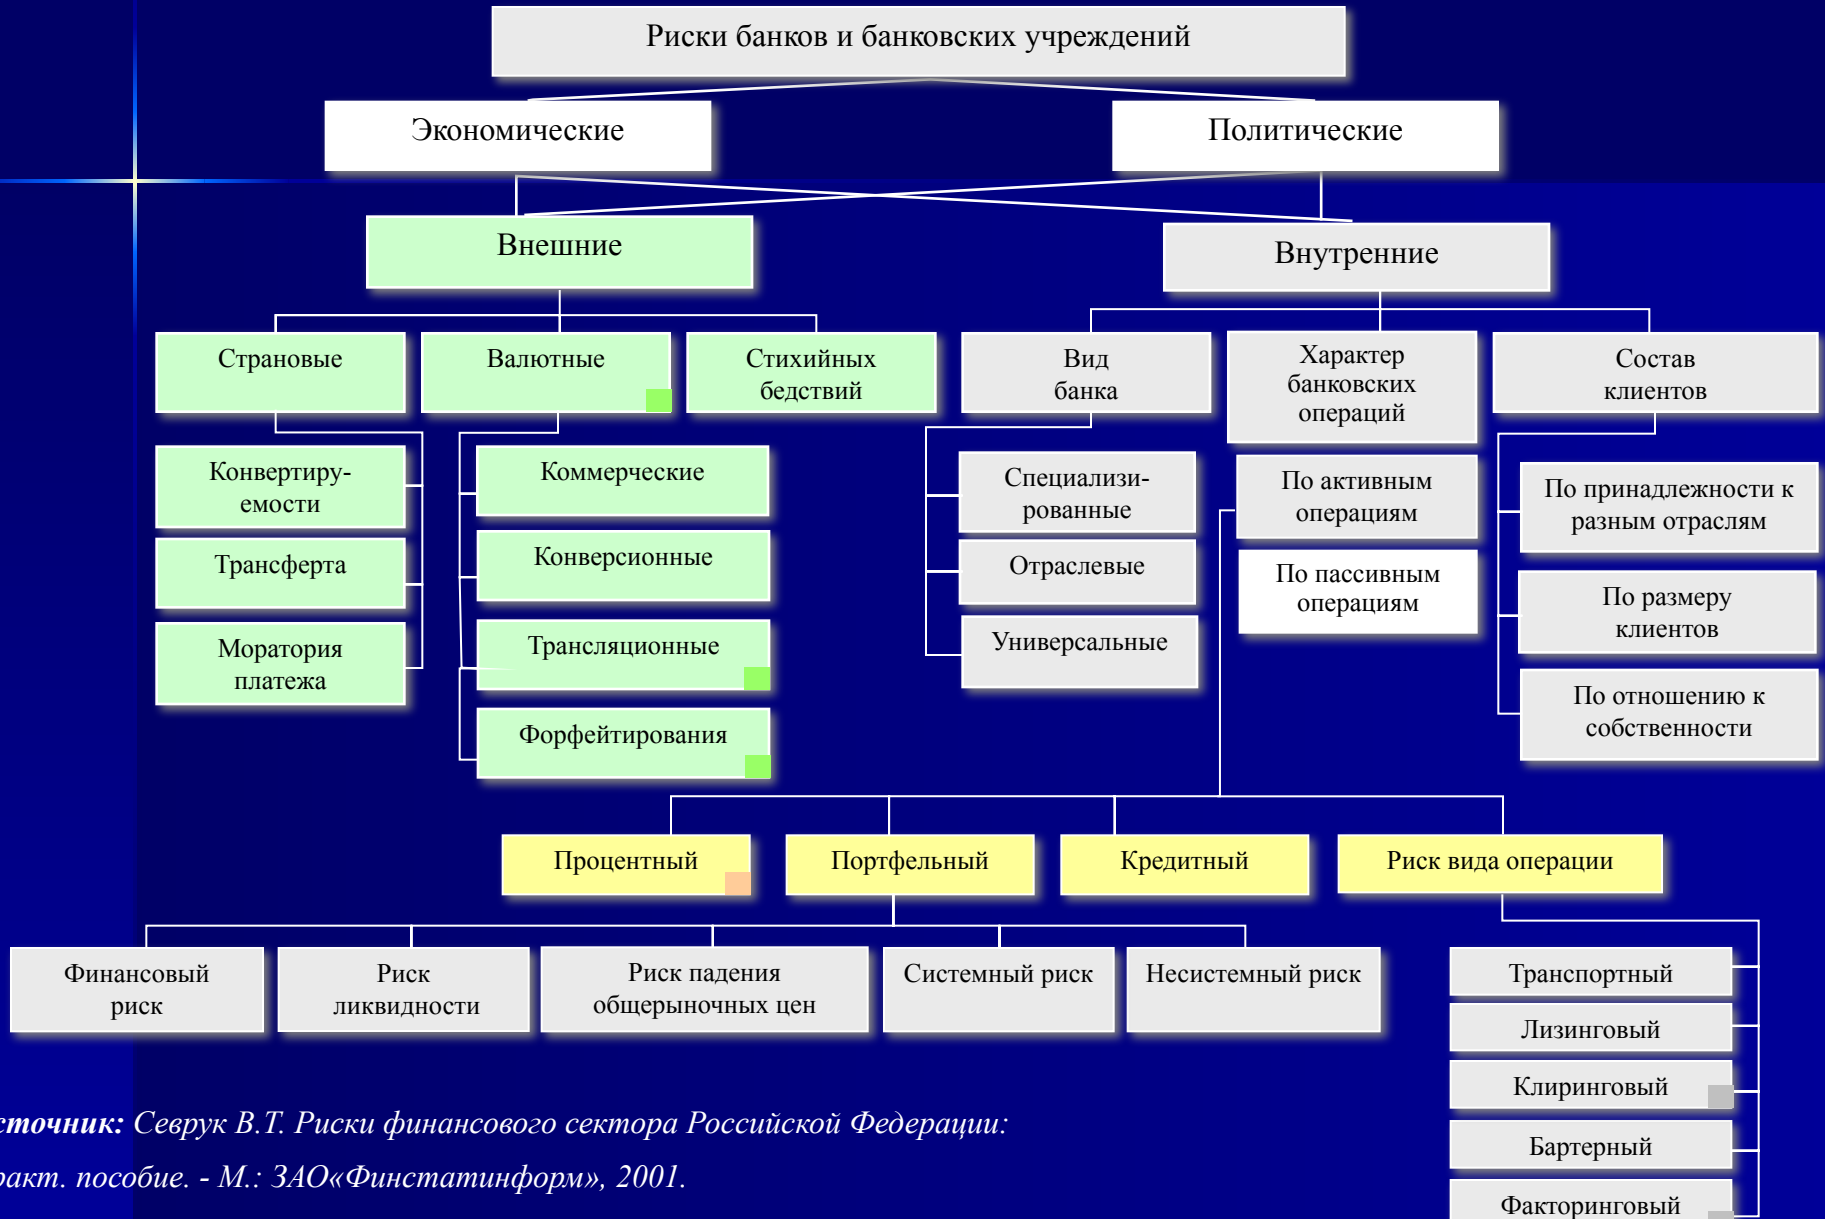 Риски банков и банковских учреждений
Экономические
Политические
Внешние
Внутренние
Страновые
Валютные
Стихийных
бедствий
Вид
банка
Характер
банковских
операций
Состав
клиентов
Конвертиру-
емости
Трансферта
Моратория
платежа
Коммерческие
Конверсионные
Трансляционные
Форфейтирования
Специализи-
рованные
Отраслевые
Универсальные
По активным
операциям
По пассивным
операциям
По принадлежности к
разным отраслям
По размеру
клиентов
По отношению к
собственности
Процентный
Портфельный
Кредитный
Риск вида операции
Финансовый
риск
Риск
ликвидности
Риск падения
общерыночных цен
Системный риск
Несистемный риск
Транспортный
Лизинговый
Клиринговый
Бартерный
Факторинговый
сточник: Севрук В.Т. Риски финансового сектора Российской Федерации:
ракт. пособие. - М.: ЗАО«Финстатинформ», 2001.